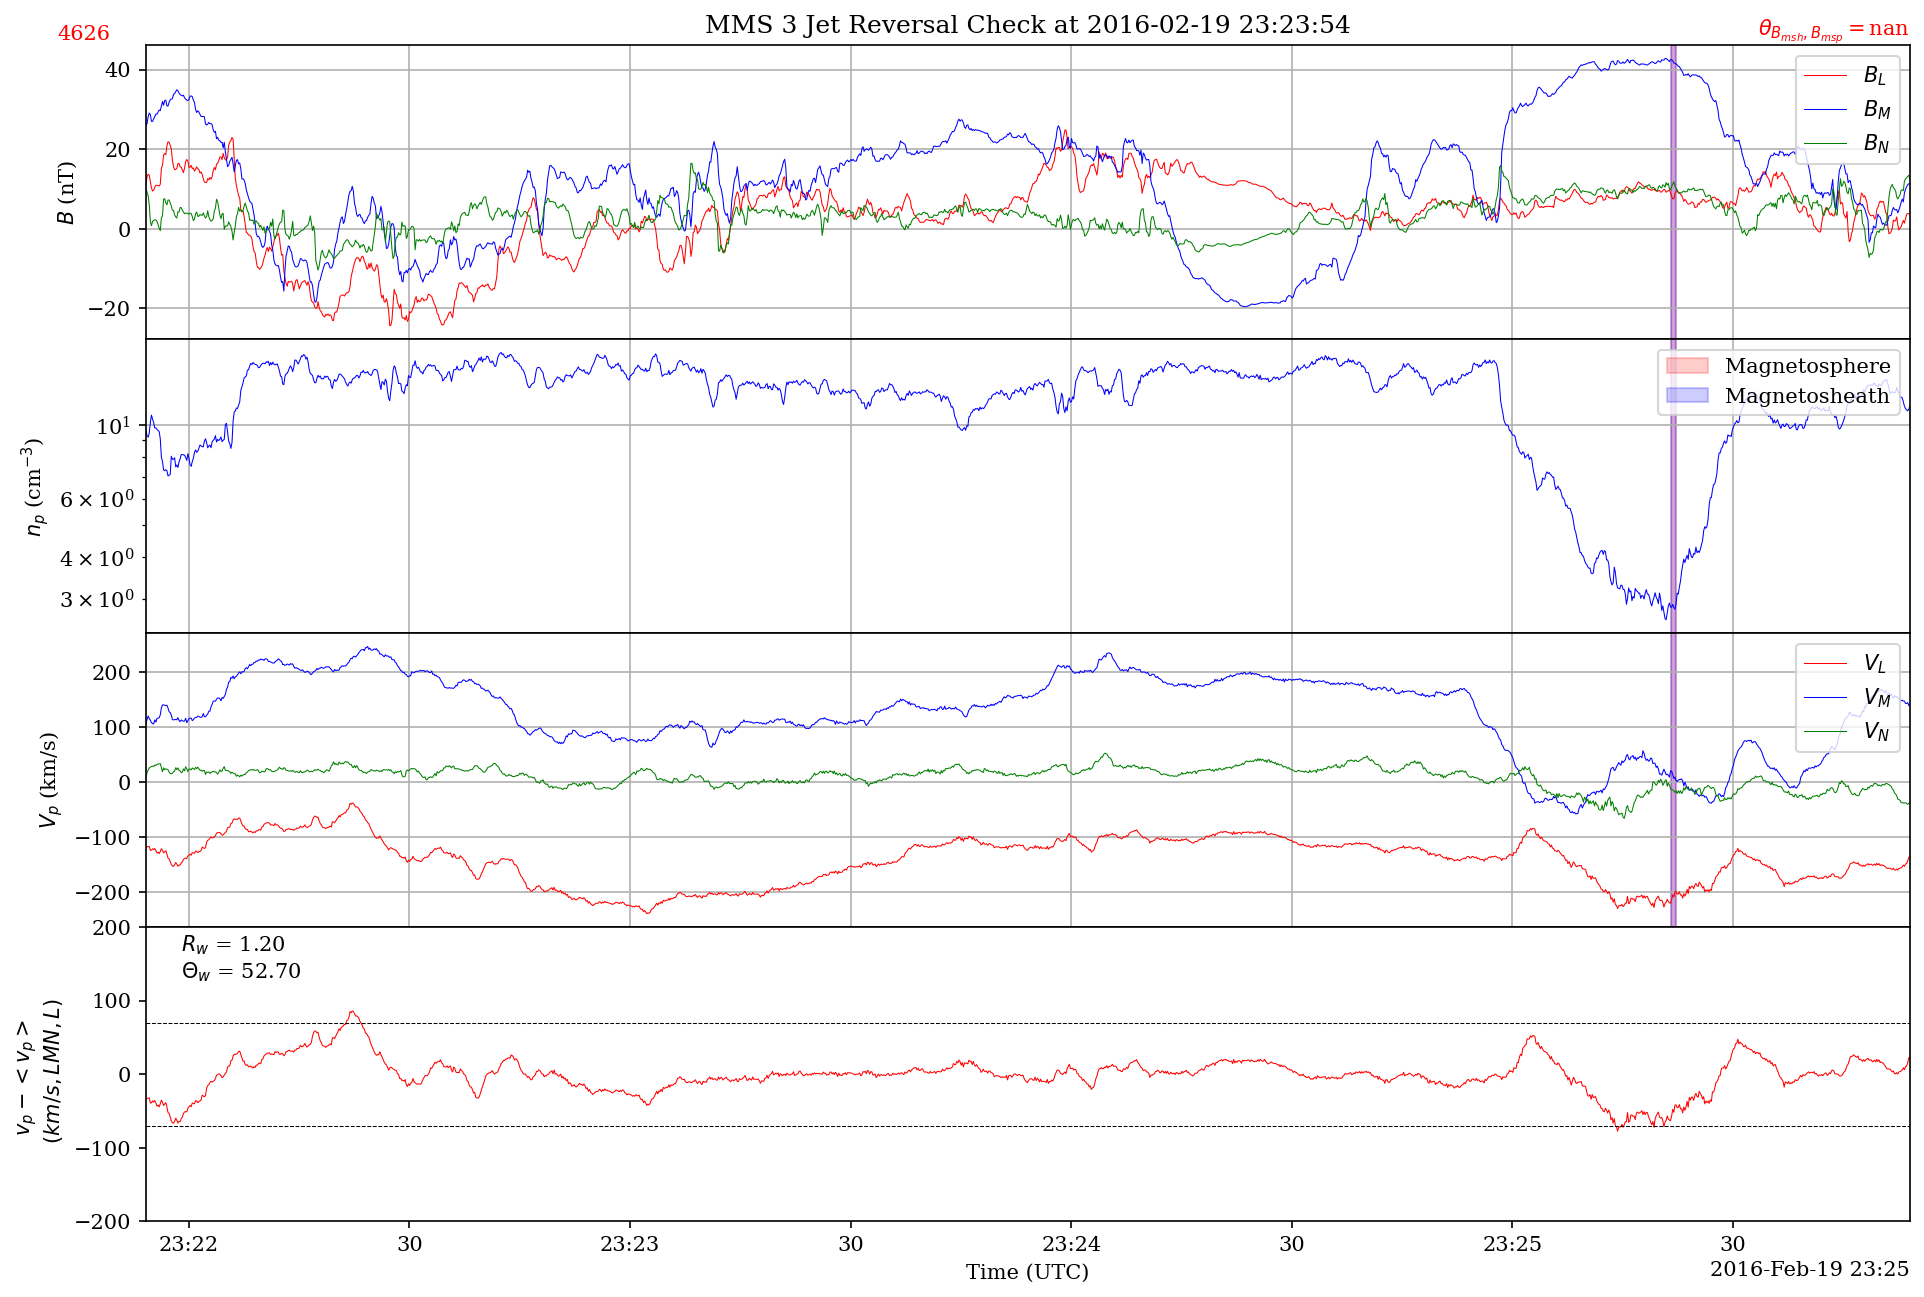 MMS 3 Jet Reversal Check at 2016-02-19 23:23:54
4626
θ_{B_{msh}, B_{msp}} = nan
40
20
0
−20
B (nT)
B_L
B_M
B_N
10^1
6 × 10^0
4 × 10^0
3 × 10^0
n_p (cm^{−3})
Magnetosphere
Magnetosheath
200
100
0
−100
−200
V_p (km/s)
V_L
V_M
V_N
200
100
0
−100
−200
v_p − < v_p >
(km/s, LMN, L)
R_w = 1.20
Θ_w = 52.70
23:22
30
23:23
30
23:24
30
23:25
30
Time (UTC)
2016-Feb-19 23:25